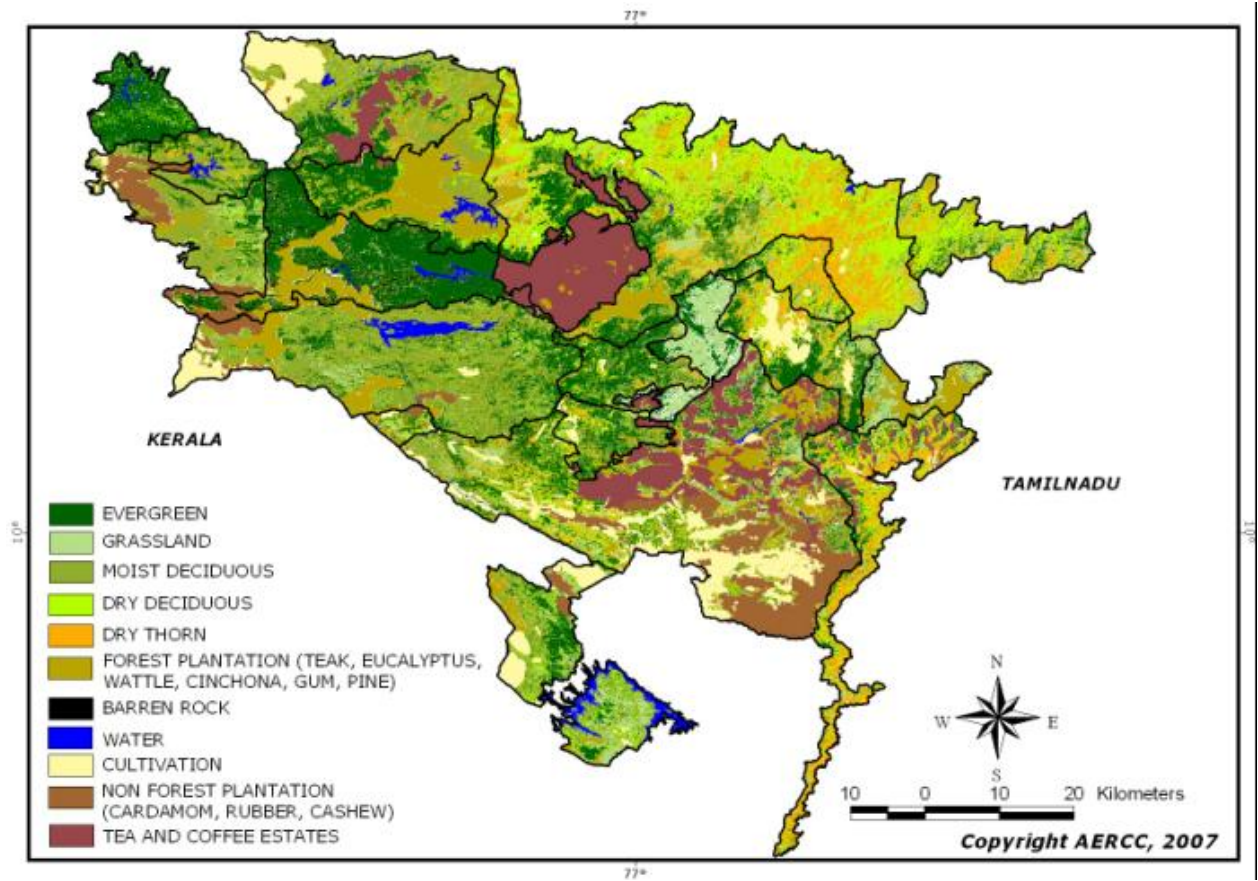 77°
KERALA
TAMILNADU
10°
10°
EVERGREEN
GRASSLAND
MOIST DECIDUOUS
DRY DECIDUOUS
DRY THORN
FOREST PLANTATION (TEAK, EUCALYPTUS,
WATTLE, CINCHONA, GUM, PINE)
BARREN ROCK
WATER
CULTIVATION
NON FOREST PLANTATION
(CARDAMOM, RUBBER, CASHEW)
TEA AND COFFEE ESTATES
N
W E
S
10 0 10 20 Kilometers
Copyright AERCC, 2007
77°